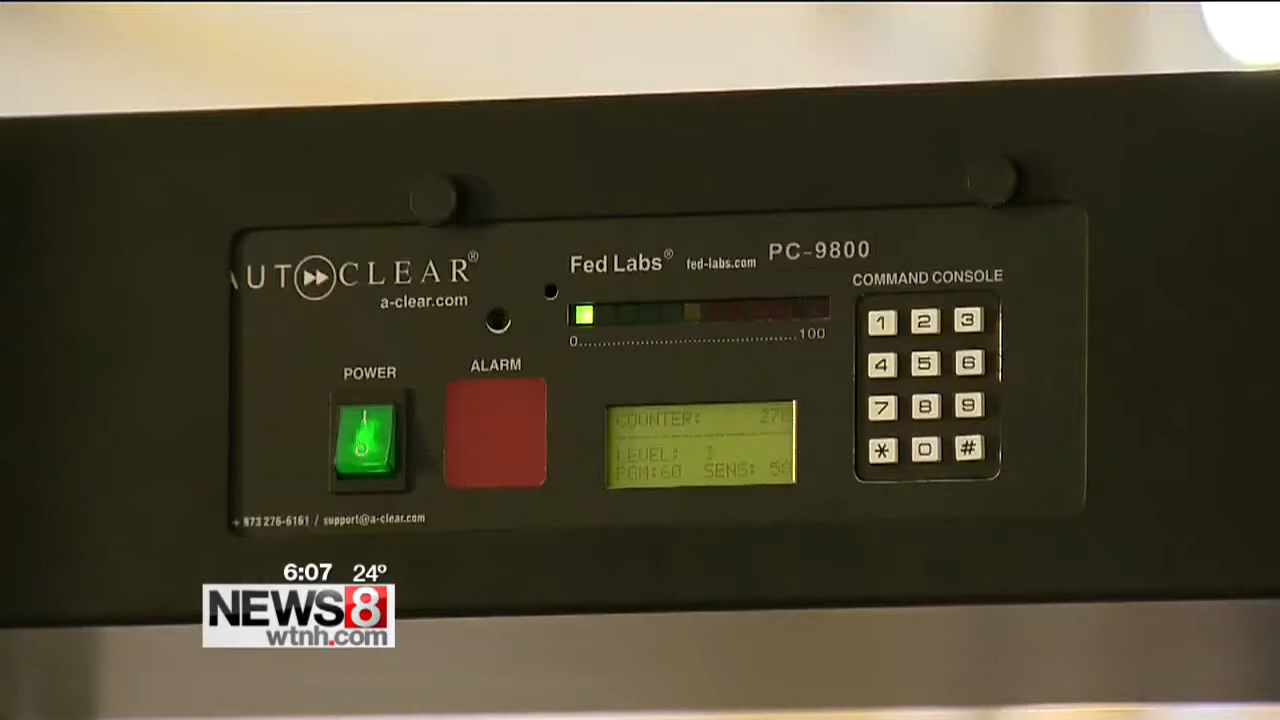 AUTOCLEAR®
a-clear.com
Fed Labs® fed-labs.com PC-9800
COMMAND CONSOLE
0 100
POWER
ALARM
COUNTER:
LEVEL: 1
PGM:60 SENS:
1 2 3
4 5 6
7 8 9
* 0 #
973 276-6161 / support@a-clear.com
6:07 24°
NEWS8
wtnh.com